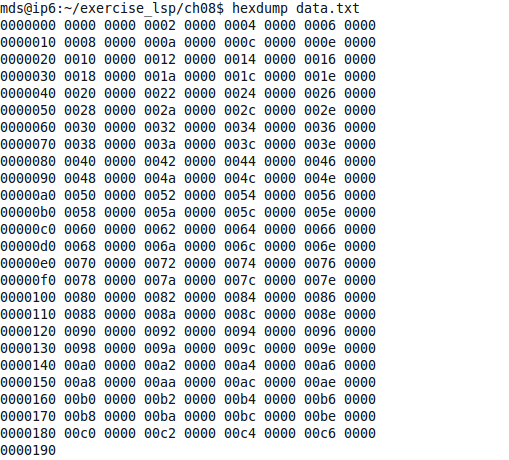 mds@ip6:~/exercise_lsp/ch08$ hexdump data.txt
0000000 0000 0000 0002 0000 0004 0000 0006 0000
0000010 0008 0000 000a 0000 000c 0000 000e 0000
0000020 0010 0000 0012 0000 0014 0000 0016 0000
0000030 0018 0000 001a 0000 001c 0000 001e 0000
0000040 0020 0000 0022 0000 0024 0000 0026 0000
0000050 0028 0000 002a 0000 002c 0000 002e 0000
0000060 0030 0000 0032 0000 0034 0000 0036 0000
0000070 0038 0000 003a 0000 003c 0000 003e 0000
0000080 0040 0000 0042 0000 0044 0000 0046 0000
0000090 0048 0000 004a 0000 004c 0000 004e 0000
00000a0 0050 0000 0052 0000 0054 0000 0056 0000
00000b0 0058 0000 005a 0000 005c 0000 005e 0000
00000c0 0060 0000 0062 0000 0064 0000 0066 0000
00000d0 0068 0000 006a 0000 006c 0000 006e 0000
00000e0 0070 0000 0072 0000 0074 0000 0076 0000
00000f0 0078 0000 007a 0000 007c 0000 007e 0000
0000100 0080 0000 0082 0000 0084 0000 0086 0000
0000110 0088 0000 008a 0000 008c 0000 008e 0000
0000120 0090 0000 0092 0000 0094 0000 0096 0000
0000130 0098 0000 009a 0000 009c 0000 009e 0000
0000140 00a0 0000 00a2 0000 00a4 0000 00a6 0000
0000150 00a8 0000 00aa 0000 00ac 0000 00ae 0000
0000160 00b0 0000 00b2 0000 00b4 0000 00b6 0000
0000170 00b8 0000 00ba 0000 00bc 0000 00be 0000
0000180 00c0 0000 00c2 0000 00c4 0000 00c6 0000
0000190